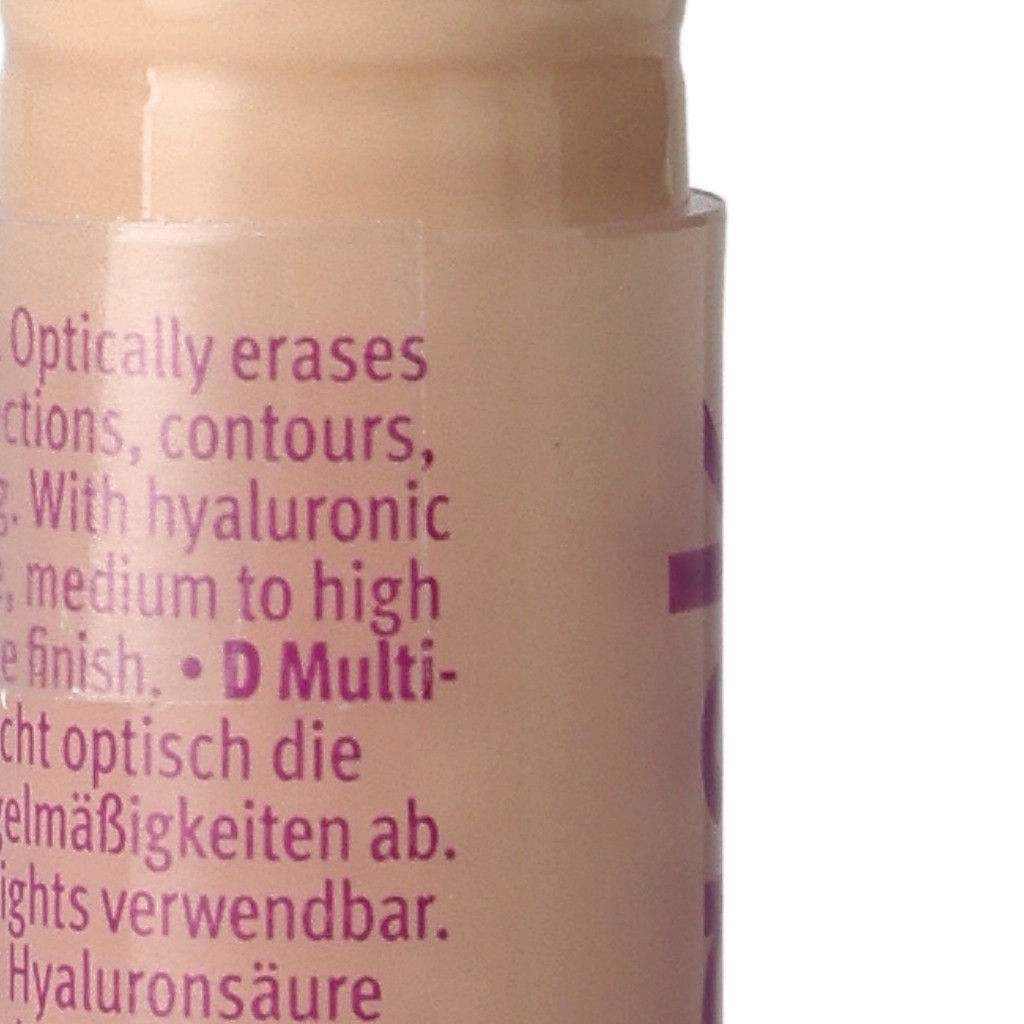 Optically erases
ctions, contours,
g. With hyaluronic
, medium to high
e finish. • D Multi-
cht optisch die
gelmäßigkeiten ab.
ights verwendbar.
Hyaluronsäure